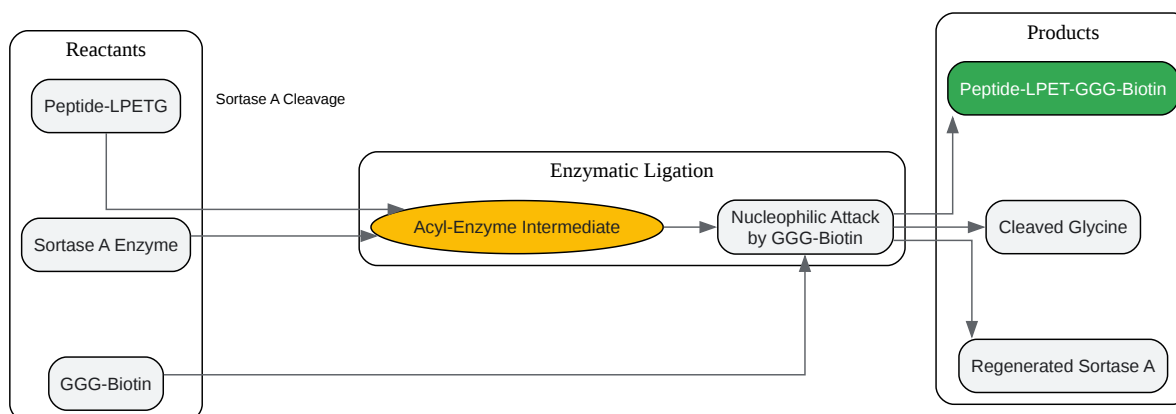 Reactants
Peptide-LPETG
Sortase A Enzyme
GGG-Biotin
Sortase A Cleavage
Enzymatic Ligation
Acyl-Enzyme Intermediate
Nucleophilic Attack
by GGG-Biotin
Products
Peptide-LPET-GGG-Biotin
Cleaved Glycine
Regenerated Sortase A